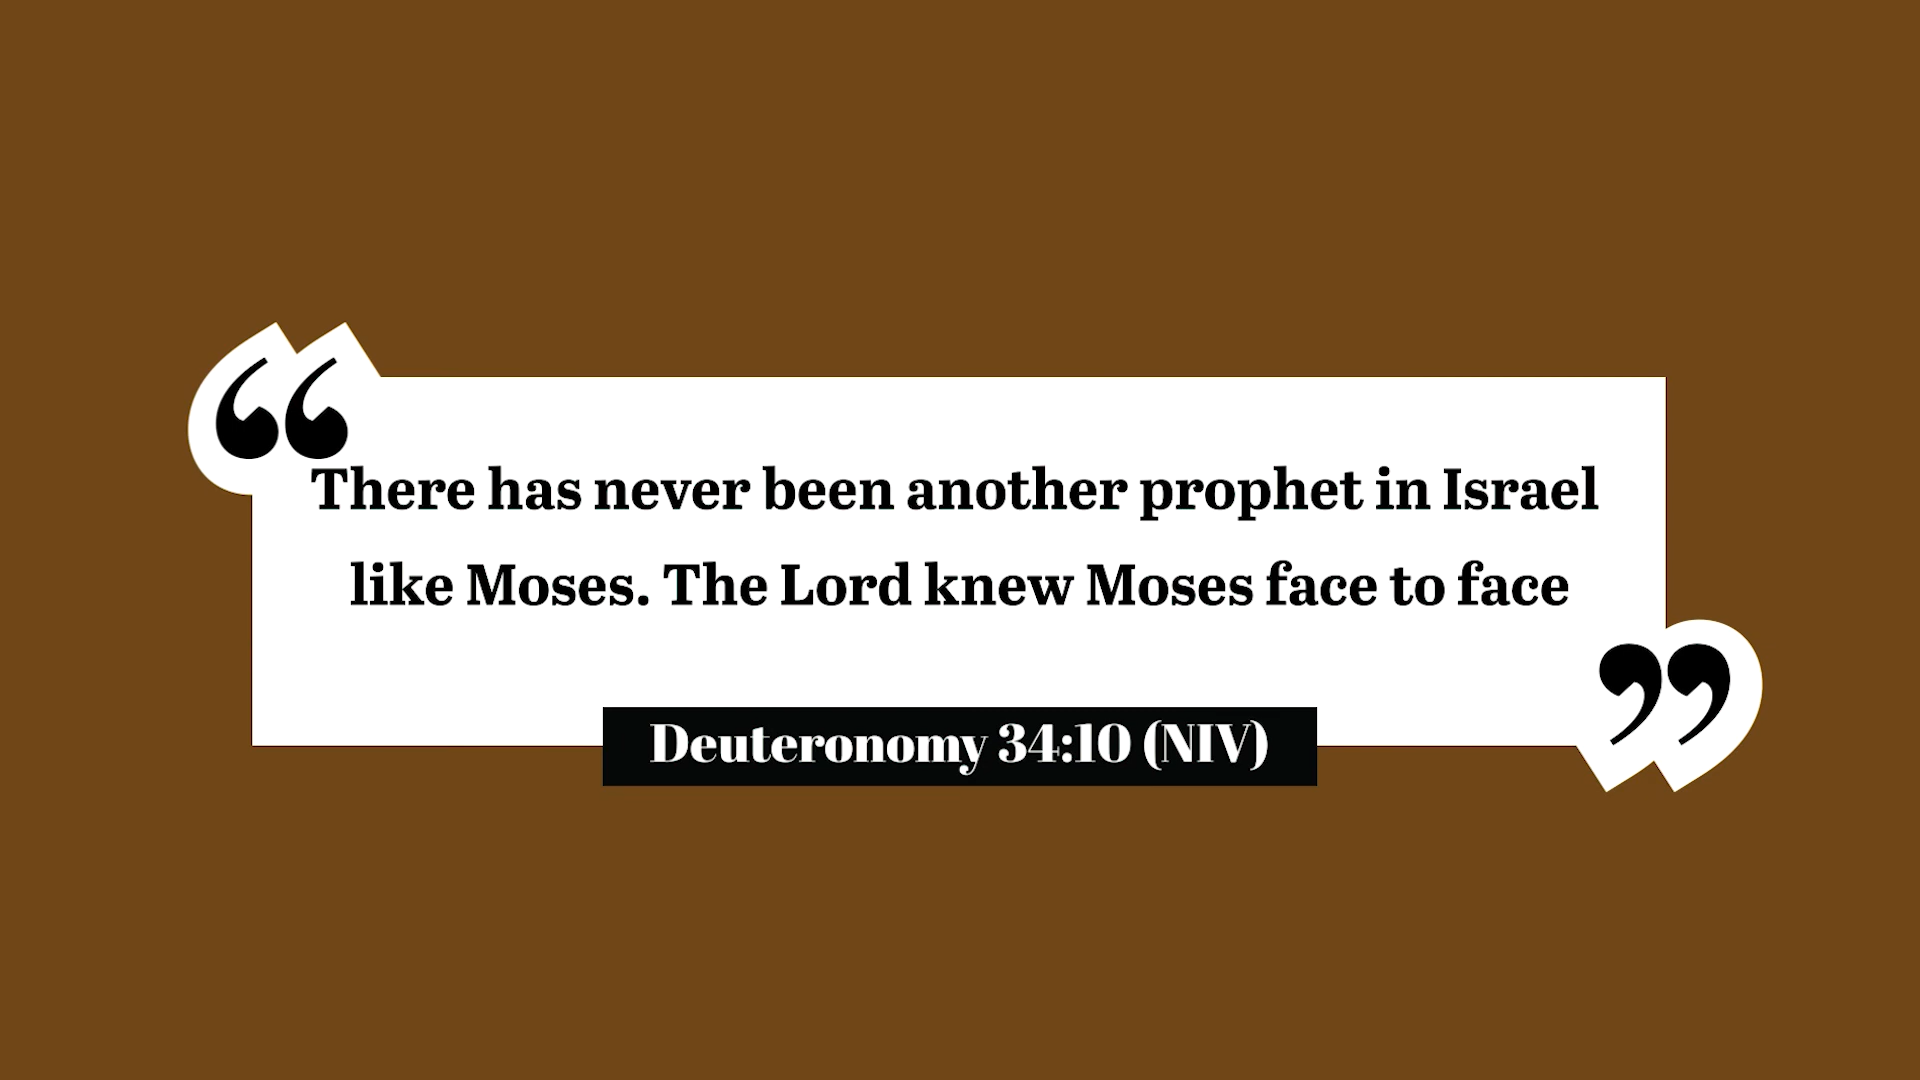 “
There has never been another prophet in Israel
like Moses. The Lord knew Moses face to face
”
Deuteronomy 34:10 (NIV)